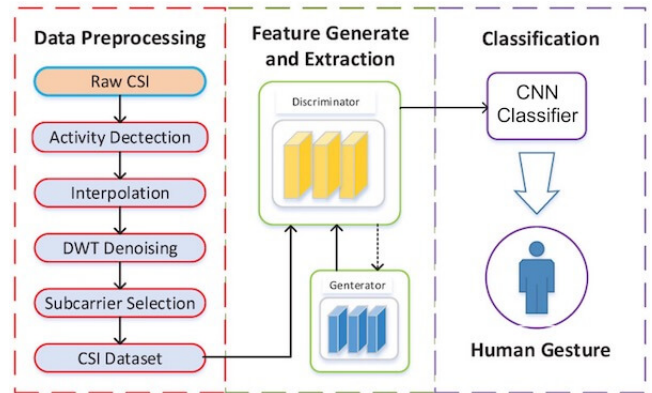 Data Preprocessing
Raw CSI
Activity Dectection
Interpolation
DWT Denoising
Subcarrier Selection
CSI Dataset
Feature Generate
and Extraction
Discriminator
Genterator
Classification
CNN
Classifier
Human Gesture